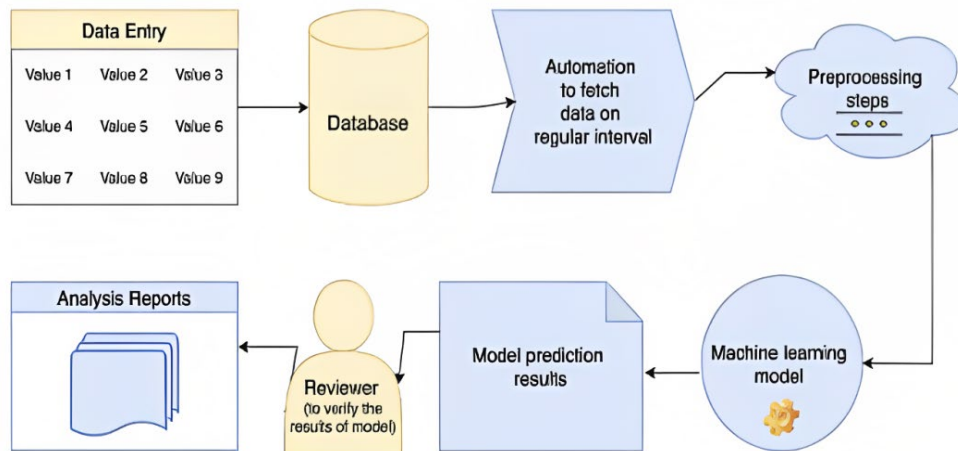 Data Entry
Value 1 Value 2 Value 3
Value 4 Value 5 Value 6
Value 7 Value 8 Value 9
Database
Automation
to fetch
data on
regular interval
Preprocessing
steps
Machine learning
model
Model prediction
results
Reviewer
(to verify the
results of model)
Analysis Reports